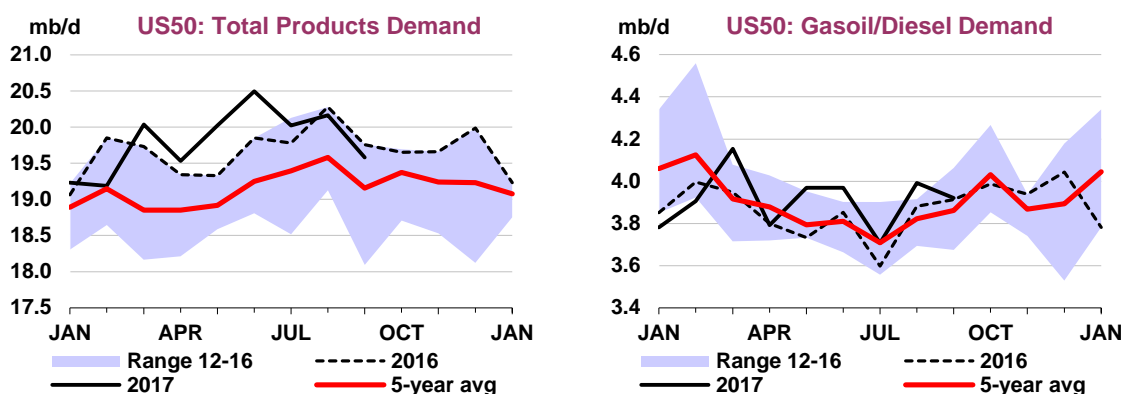 mb/d US50: Total Products Demand
21.0
20.5
20.0
19.5
19.0
18.5
18.0
17.5
JAN APR JUL OCT JAN
Range 12-16 2016
2017 5-year avg
mb/d US50: Gasoil/Diesel Demand
4.6
4.4
4.2
4.0
3.8
3.6
3.4
JAN APR JUL OCT JAN
Range 12-16 2016
2017 5-year avg